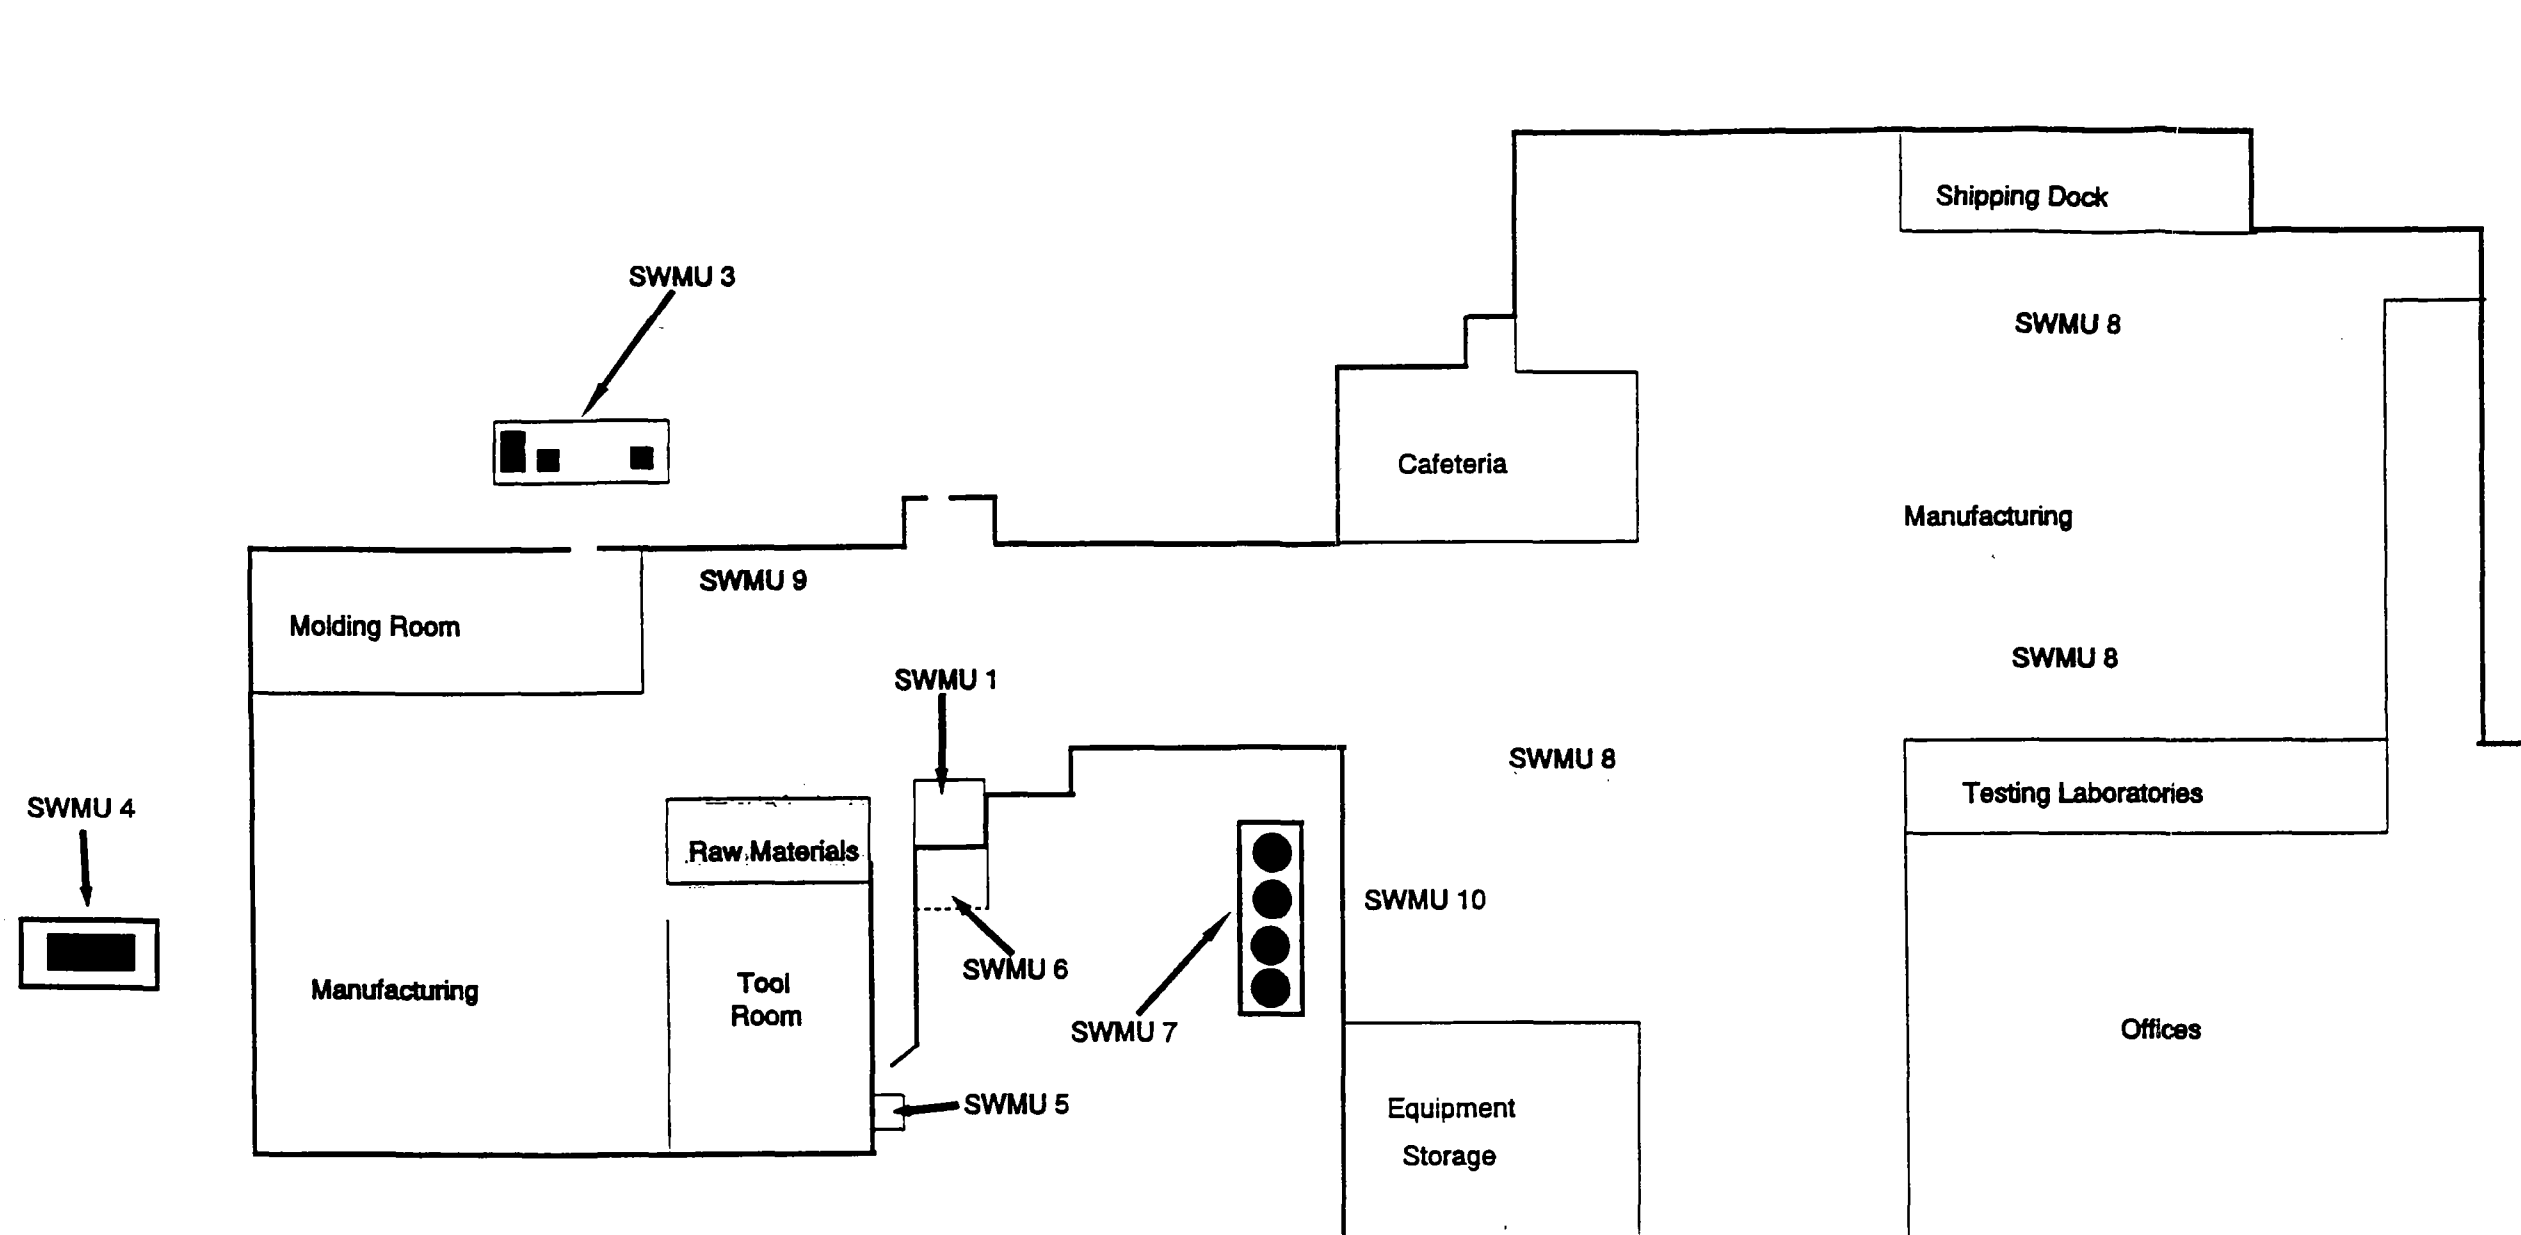 Shipping Dock
SWMU 3
SWMU 8
Cafeteria
Manufacturing
SWMU 9
Molding Room
SWMU 8
SWMU 1
SWMU 8
Testing Laboratories
SWMU 4
Raw Materials
SWMU 10
SWMU 6
Tool
Room
Manufacturing
SWMU 7
Offices
SWMU 5
Equipment
Storage